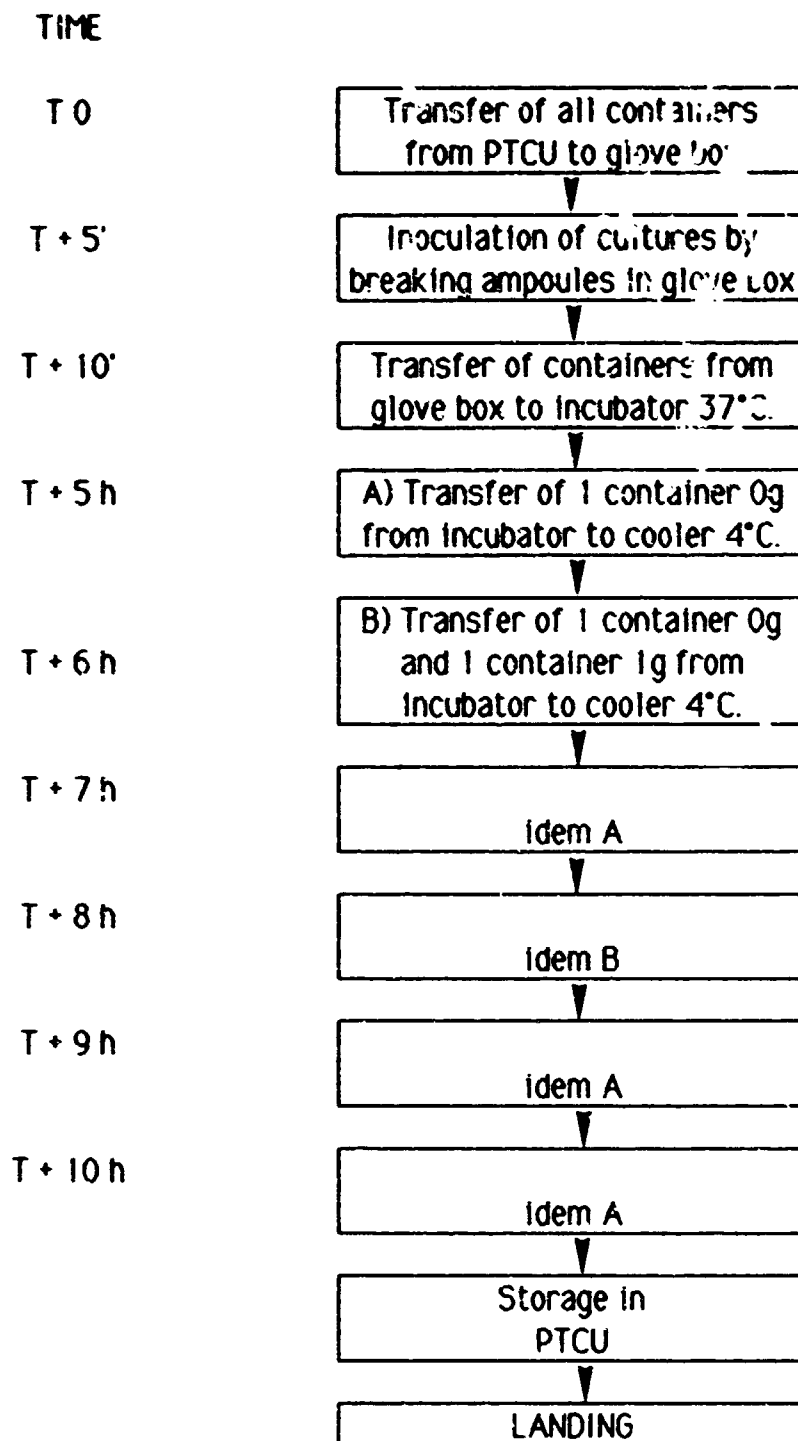 TIME
T 0
Transfer of all containers
from PTCU to glove box
T + 5'
Inoculation of cultures by
breaking ampoules in glove box
T + 10'
Transfer of containers from
glove box to incubator 37°C.
T + 5 h
A) Transfer of 1 container 0g
from incubator to cooler 4°C.
T + 6 h
B) Transfer of 1 container 0g
and 1 container 1g from
incubator to cooler 4°C.
T + 7 h
idem A
T + 8 h
idem B
T + 9 h
idem A
T + 10 h
idem A
Storage in
PTCU
LANDING